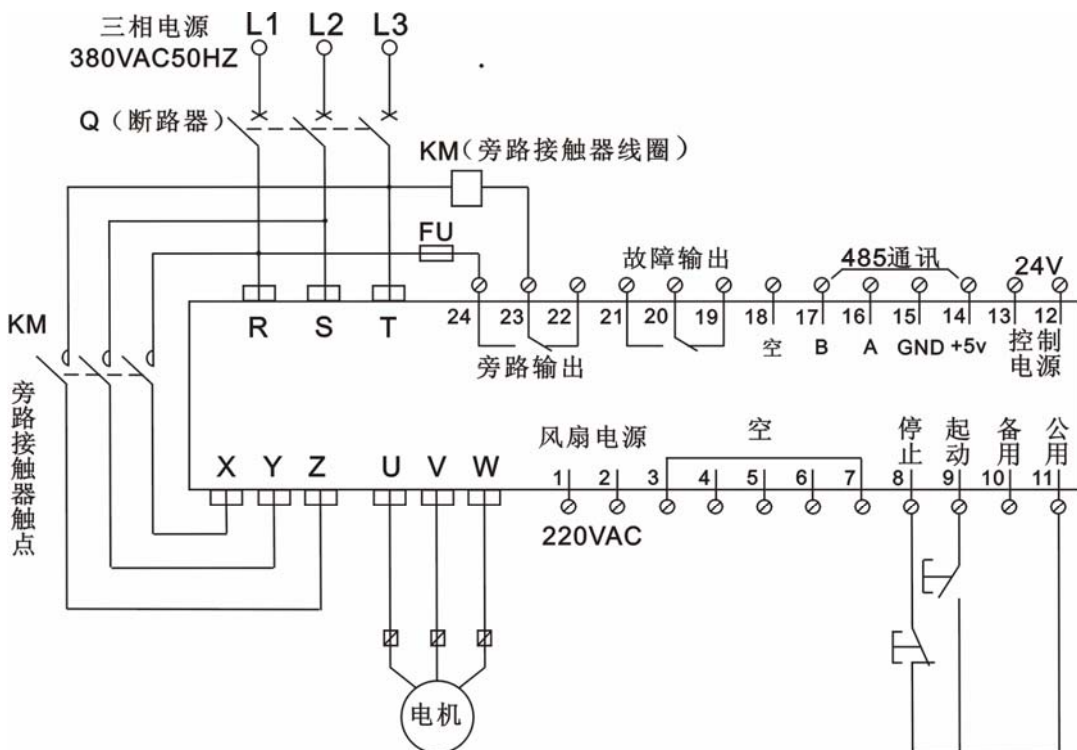 三相电源 L1 L2 L3
380VAC50HZ
Q（断路器）
KM（旁路接触器线圈）
FU
故障输出
485通讯
24V
R S T
24 23 22 21 20 19 18 17 16 15 14 13 12
旁路输出
空 B A GND +5v 控制电源
KM
旁路接触器触点
风扇电源
空
停止 起动 备用 公用
X Y Z U V W
1 2 3 4 5 6 7 8 9 10 11
220VAC
电机